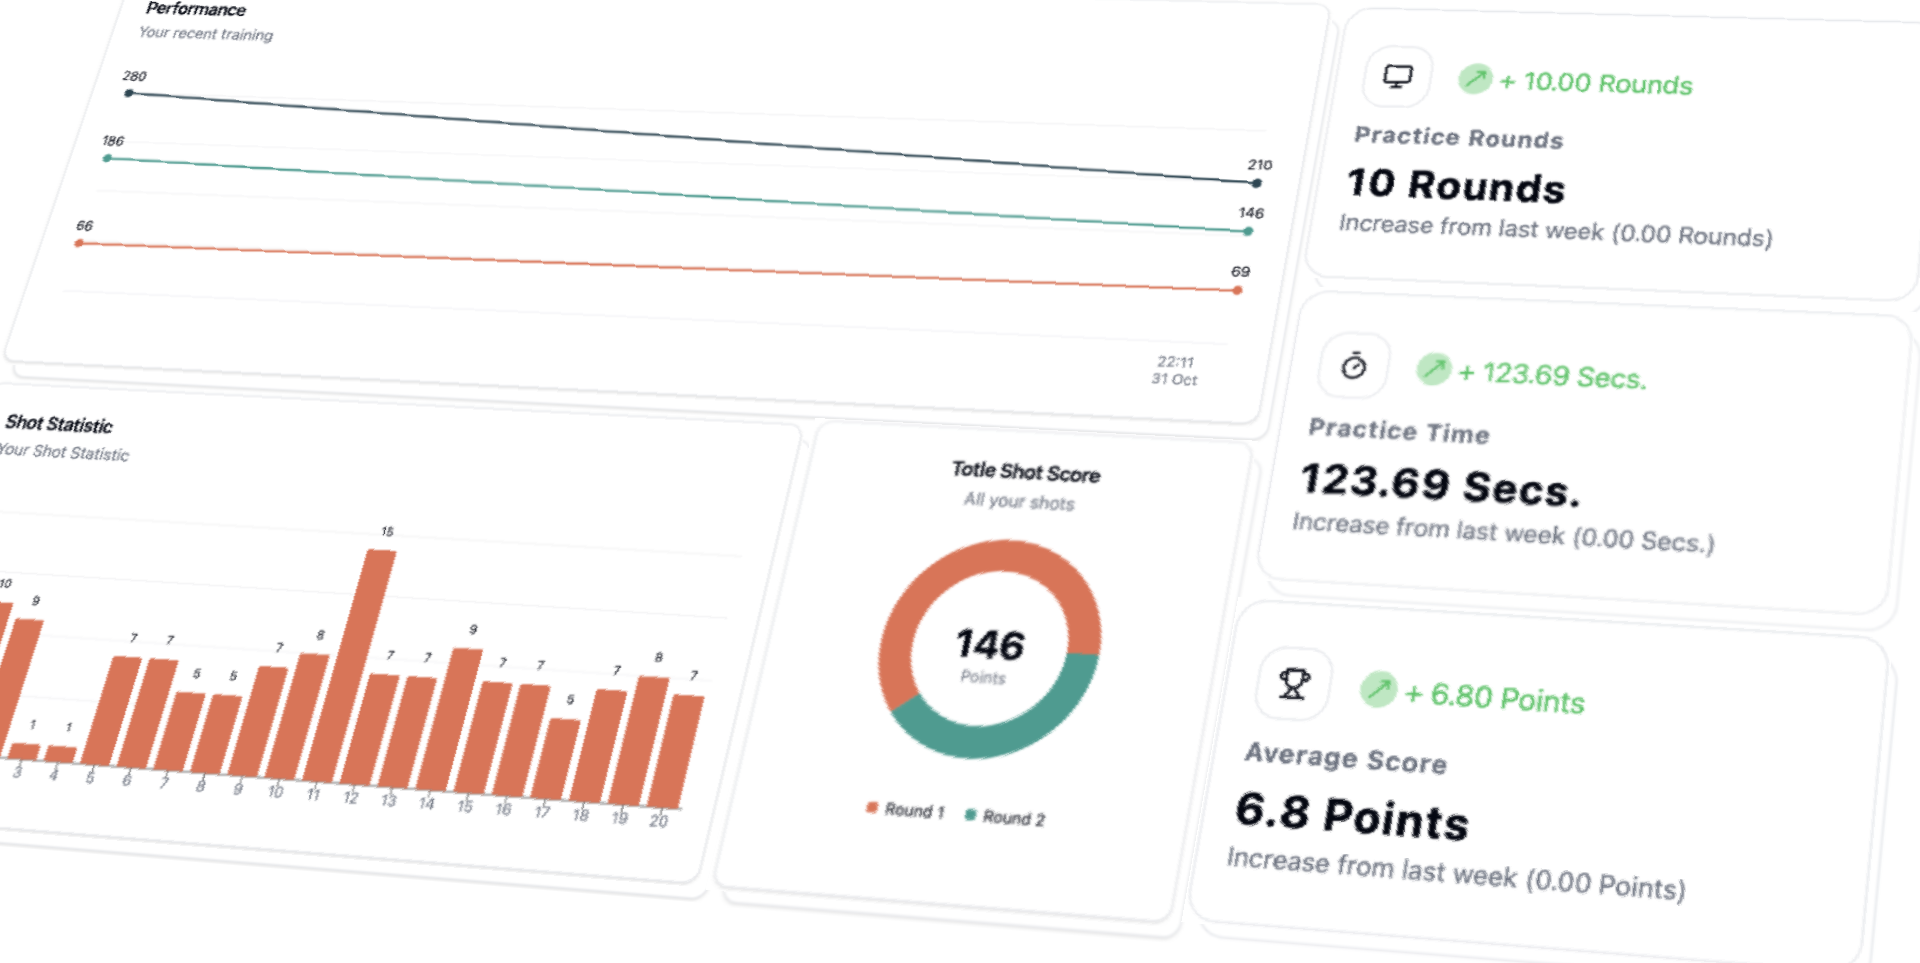 Performance
Your recent training
280
186
66
210
146
69
22:11
31 Oct
Shot Statistic
Your Shot Statistic
10
9
1
1
7
7
5
5
7
8
15
7
7
9
7
7
5
7
8
7
3 4 5 6 7 8 9 10 11 12 13 14 15 16 17 18 19 20
Totle Shot Score
All your shots
146
Points
Round 1 Round 2
+ 10.00 Rounds
Practice Rounds
10 Rounds
Increase from last week (0.00 Rounds)
+ 123.69 Secs.
Practice Time
123.69 Secs.
Increase from last week (0.00 Secs.)
+ 6.80 Points
Average Score
6.8 Points
Increase from last week (0.00 Points)